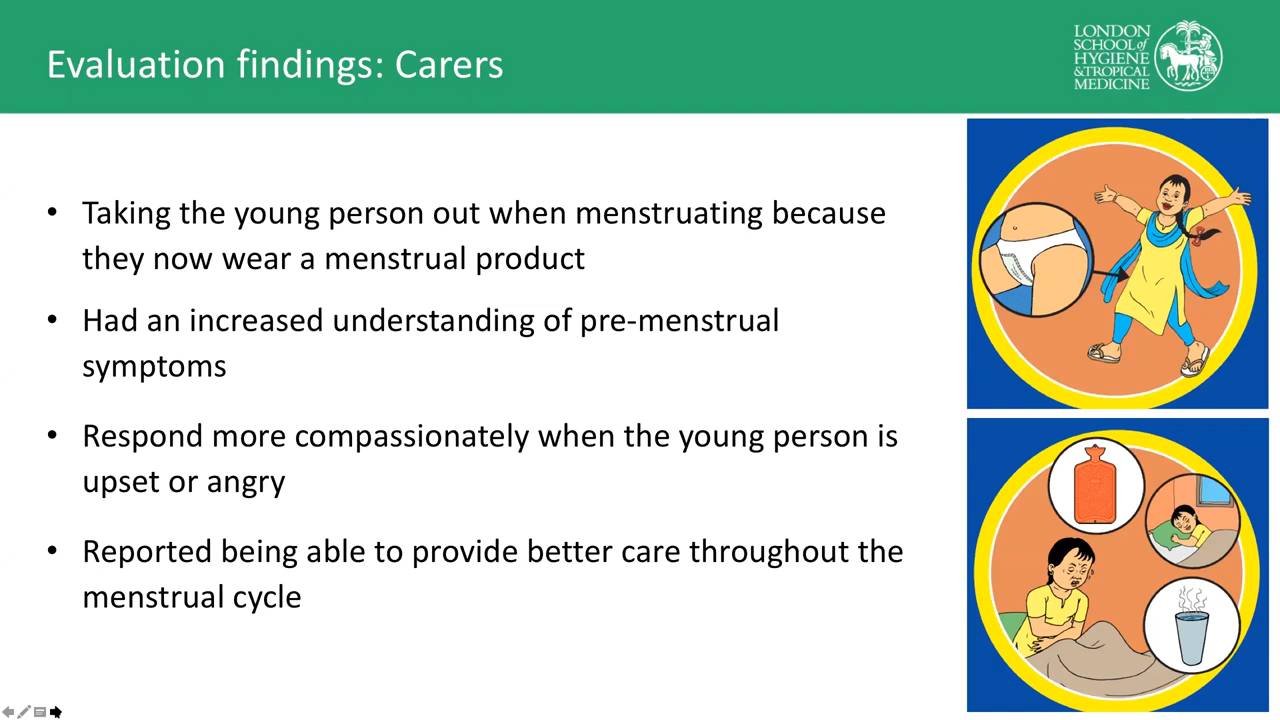 Evaluation findings: Carers
LONDON
SCHOOL of
HYGIENE
& TROPICAL
MEDICINE
• Taking the young person out when menstruating because
they now wear a menstrual product
• Had an increased understanding of pre-menstrual
symptoms
• Respond more compassionately when the young person is
upset or angry
• Reported being able to provide better care throughout the
menstrual cycle